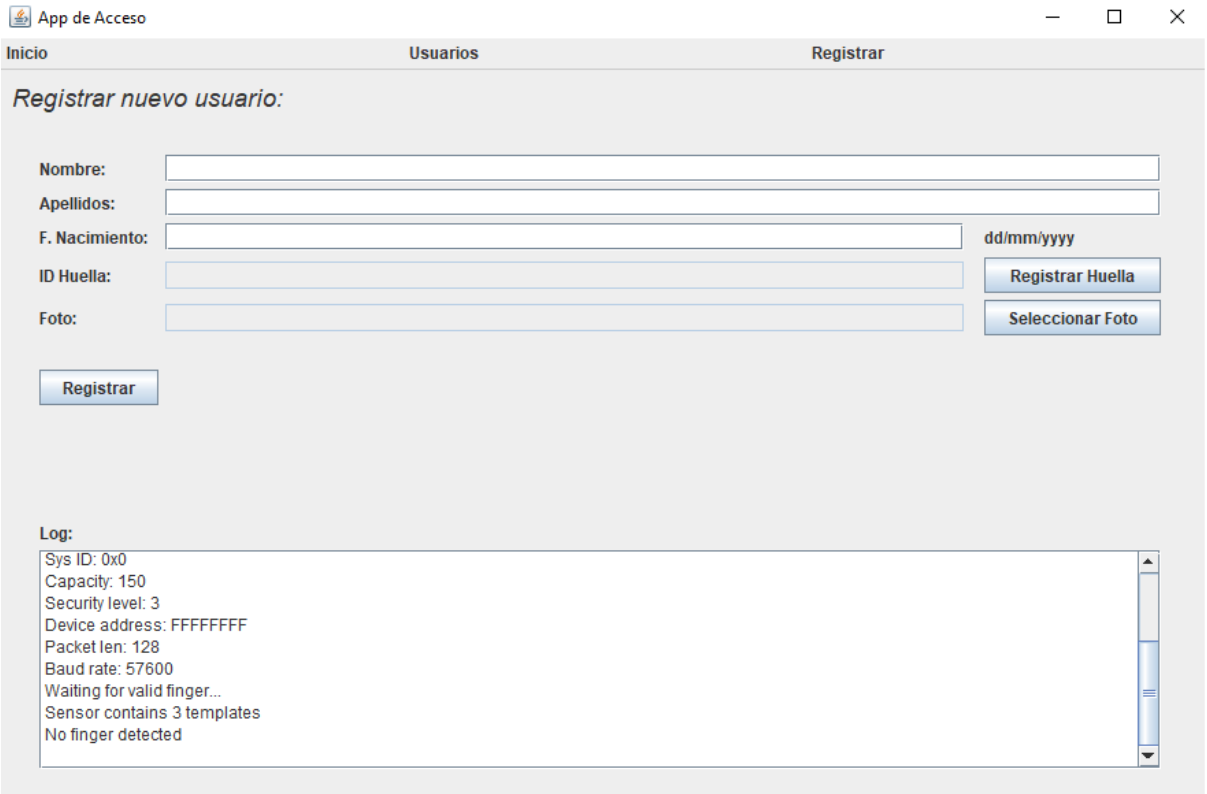 App de Acceso
Inicio Usuarios Registrar
Registrar nuevo usuario:
Nombre:
Apellidos:
F. Nacimiento: dd/mm/yyyy
ID Huella: Registrar Huella
Foto: Seleccionar Foto
Registrar
Log:
Sys ID: 0x0
Capacity: 150
Security level: 3
Device address: FFFFFFFF
Packet len: 128
Baud rate: 57600
Waiting for valid finger...
Sensor contains 3 templates
No finger detected